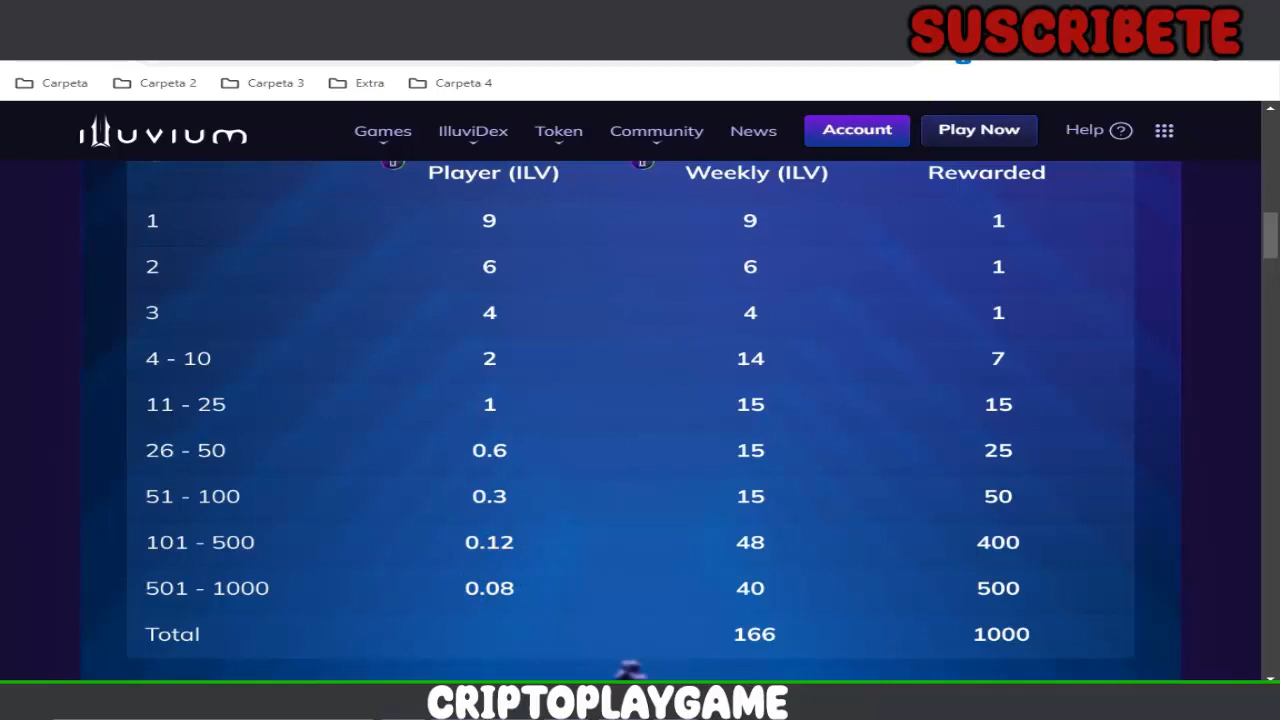 SUSCRIBETE
Carpeta Carpeta 2 Carpeta 3 Extra Carpeta 4
ILLUVIUM Games IlluviDex Token Community News Account Play Now Help ?
Player (ILV) Weekly (ILV) Rewarded
1 9 9 1
2 6 6 1
3 4 4 1
4 - 10 2 14 7
11 - 25 1 15 15
26 - 50 0.6 15 25
51 - 100 0.3 15 50
101 - 500 0.12 48 400
501 - 1000 0.08 40 500
Total 166 1000
CRIPTOPLAYGAME